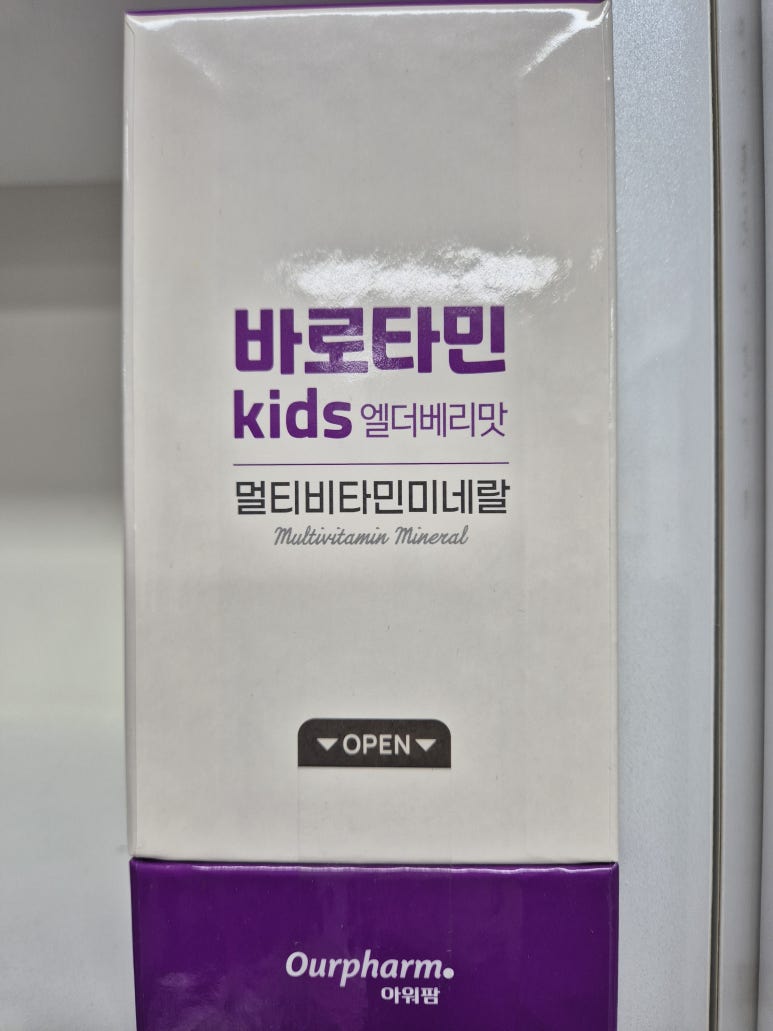 바로타민
kids 엘더베리맛
멀티비타민미네랄
Multivitamin Mineral
OPEN
Ourpharm.
아워팜